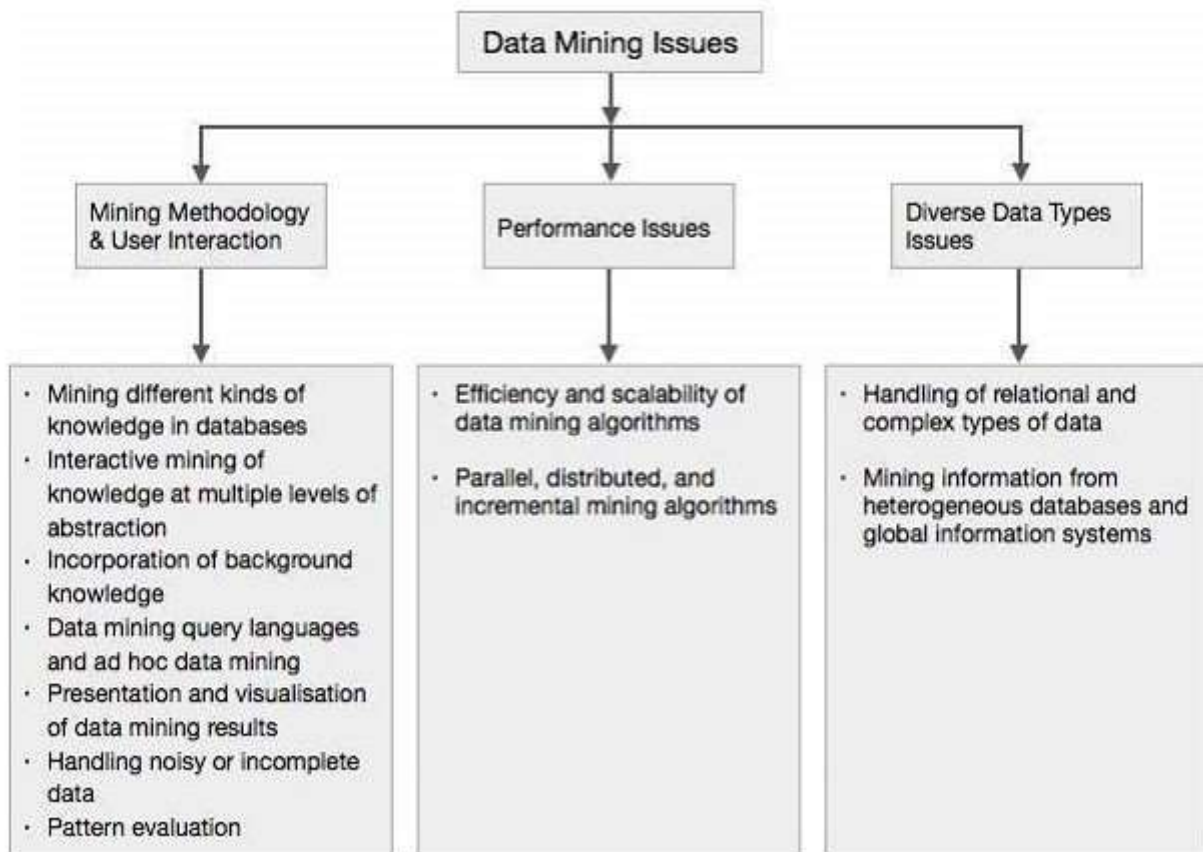 Data Mining Issues
Mining Methodology
& User Interaction
Performance Issues
Diverse Data Types
Issues
· Mining different kinds of
knowledge in databases
· Interactive mining of
knowledge at multiple levels of
abstraction
· Incorporation of background
knowledge
· Data mining query languages
and ad hoc data mining
· Presentation and visualisation
of data mining results
· Handling noisy or incomplete
data
· Pattern evaluation
· Efficiency and scalability of
data mining algorithms
· Parallel, distributed, and
incremental mining algorithms
· Handling of relational and
complex types of data
· Mining information from
heterogeneous databases and
global information systems